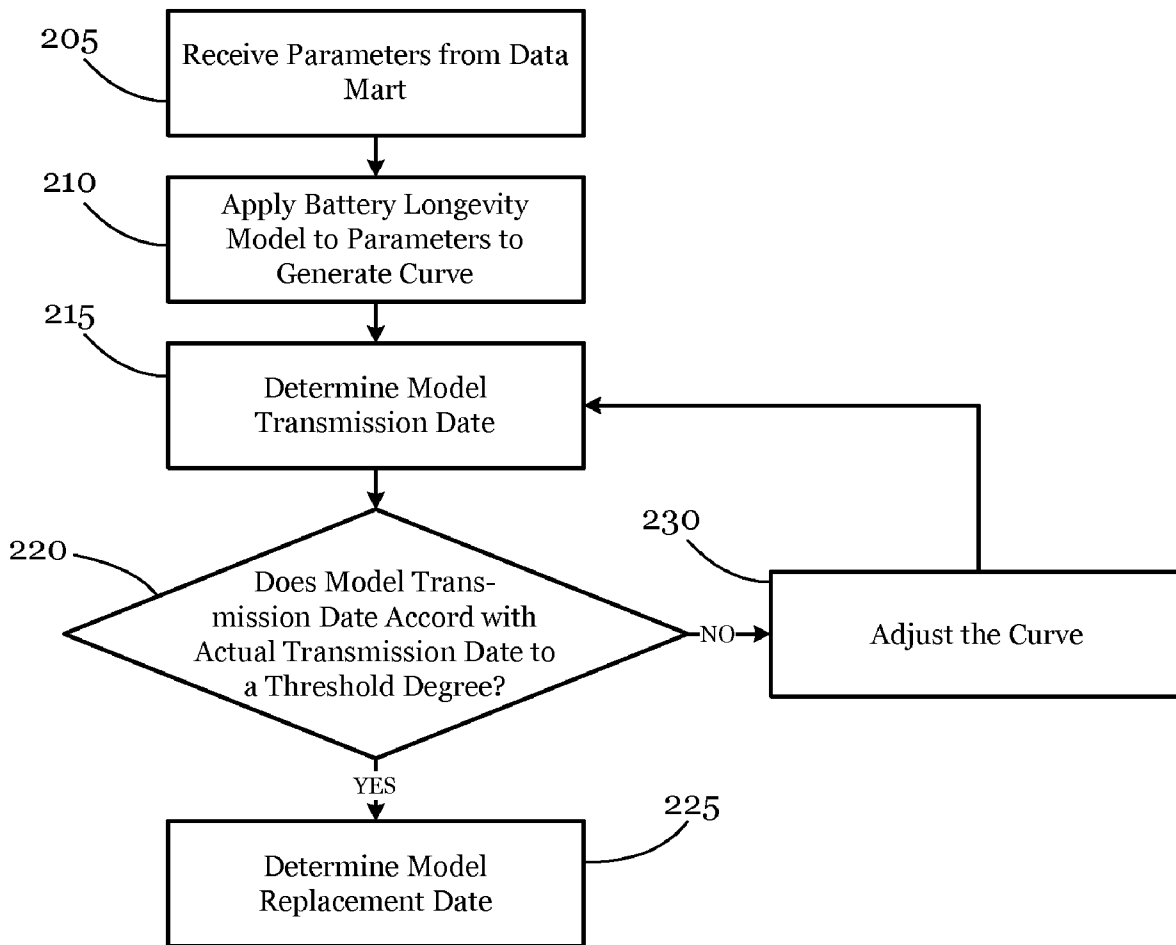 205
Receive Parameters from Data
Mart
210
Apply Battery Longevity
Model to Parameters to
Generate Curve
215
Determine Model
Transmission Date
220
Does Model Trans-
mission Date Accord with
Actual Transmission Date to
a Threshold Degree?
NO
230
Adjust the Curve
YES
225
Determine Model
Replacement Date